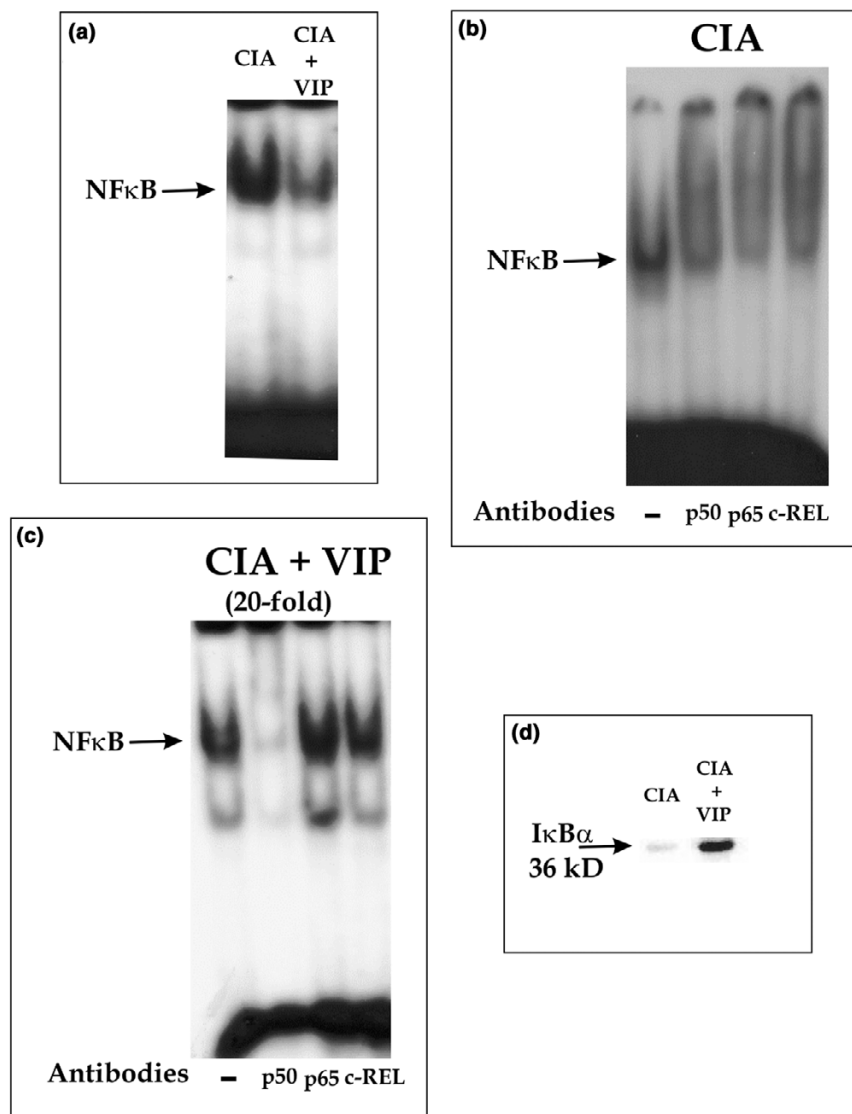 (a)
CIA
CIA
+
VIP
NFκB
(b)
CIA
NFκB
Antibodies - p50 p65 c-REL
(c)
CIA + VIP
(20-fold)
NFκB
Antibodies - p50 p65 c-REL
(d)
CIA
CIA
+
VIP
IκBα
36 kD